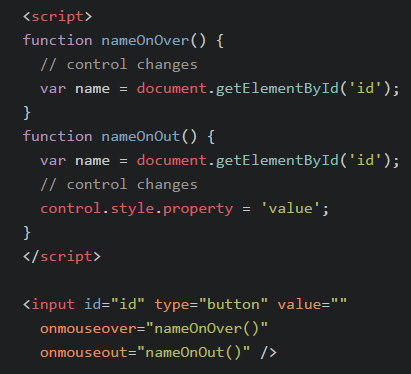 <script>
function nameOnOver() {
  // control changes
  var name = document.getElementById('id');
}
function nameOnOut() {
  var name = document.getElementById('id');
  // control changes
  control.style.property = 'value';
}
</script>

<input id="id" type="button" value=""
  onmouseover="nameOnOver()"
  onmouseout="nameOnOut()" />